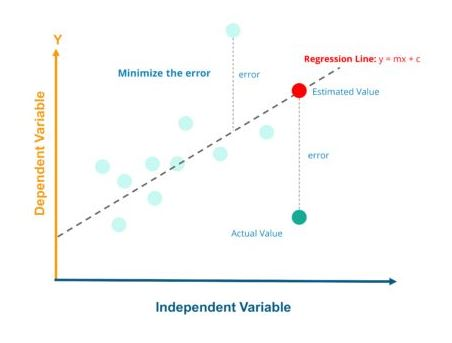 Y
Regression Line: y = mx + c
Minimize the error
error
Estimated Value
Dependent Variable
error
Actual Value
Independent Variable